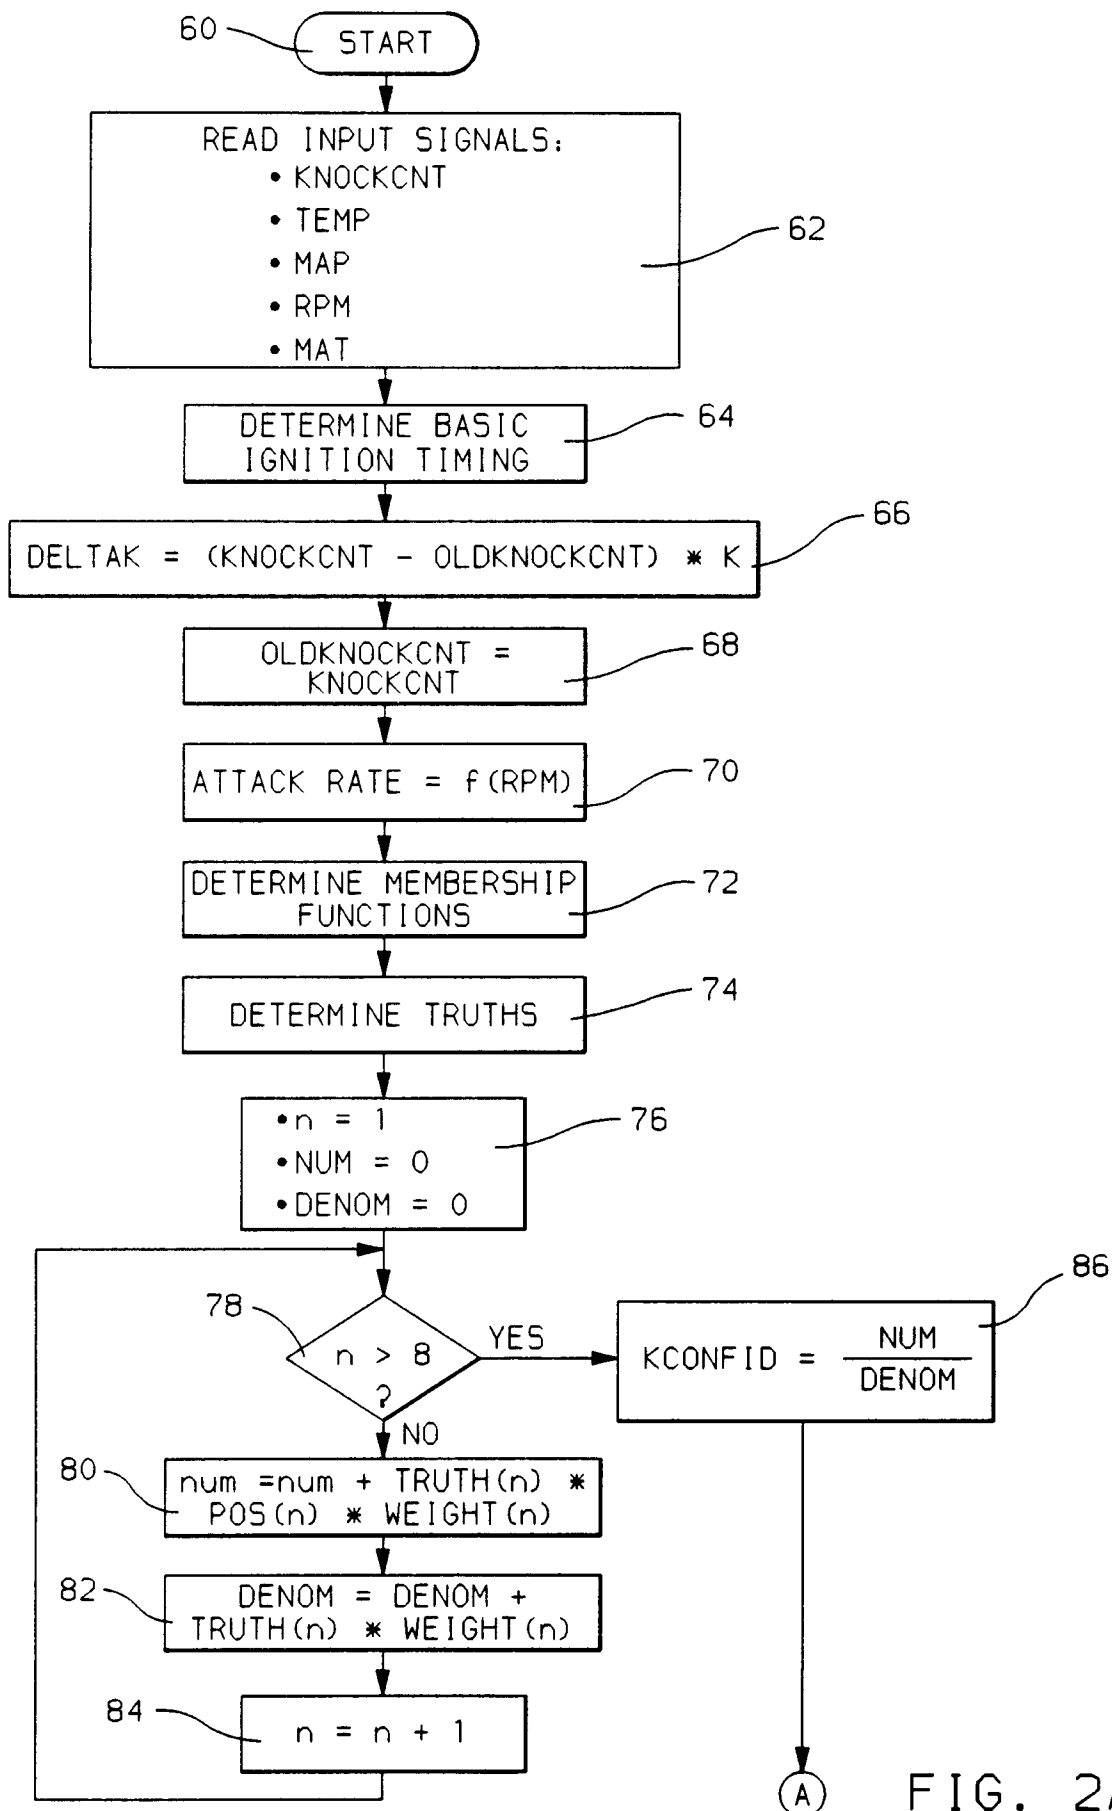 60
START
READ INPUT SIGNALS:
• KNOCKCNT
• TEMP
• MAP
• RPM
• MAT
62
DETERMINE BASIC
IGNITION TIMING
64
DELTAK = (KNOCKCNT - OLDKNOCKCNT) * K
66
OLDKNOCKCNT =
KNOCKCNT
68
ATTACK RATE = f(RPM)
70
DETERMINE MEMBERSHIP
FUNCTIONS
72
DETERMINE TRUTHS
74
•n = 1
•NUM = 0
•DENOM = 0
76
78
n > 8
?
YES
NO
KCONFID = NUM
DENOM
86
80
num =num + TRUTH(n) *
POS(n) * WEIGHT(n)
82
DENOM = DENOM +
TRUTH(n) * WEIGHT(n)
84
n = n + 1
A
FIG. 2A